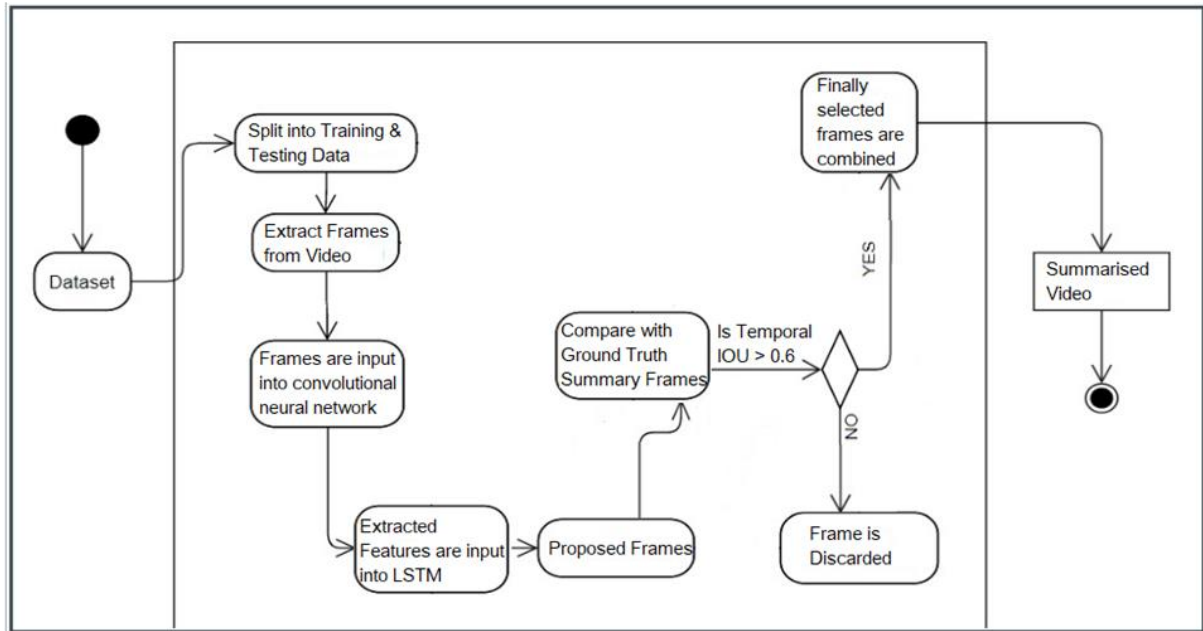 Dataset
Split into Training &
Testing Data
Extract Frames
from Video
Frames are input
into convolutional
neural network
Extracted
Features are input
into LSTM
Proposed Frames
Compare with
Ground Truth
Summary Frames
Is Temporal
IOU > 0.6
YES
NO
Frame is
Discarded
Finally
selected
frames are
combined
Summarised
Video